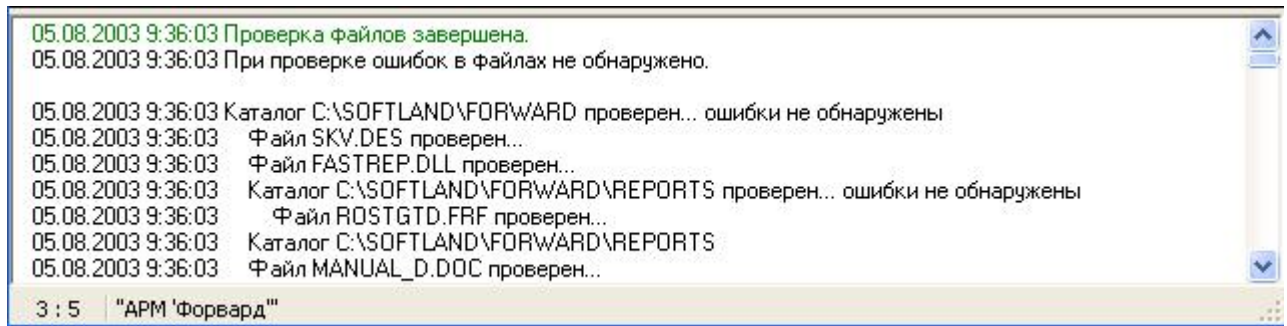 05.08.2003 9:36:03 Проверка файлов завершена.
05.08.2003 9:36:03 При проверке ошибок в файлах не обнаружено.
05.08.2003 9:36:03 Каталог C:\SOFTLAND\FORWARD проверен... ошибки не обнаружены
05.08.2003 9:36:03 Файл SKV.DES проверен...
05.08.2003 9:36:03 Файл FASTREP.DLL проверен...
05.08.2003 9:36:03 Каталог C:\SOFTLAND\FORWARD\REPORTS проверен... ошибки не обнаружены
05.08.2003 9:36:03 Файл ROSTGTD.FRF проверен...
05.08.2003 9:36:03 Каталог C:\SOFTLAND\FORWARD\REPORTS
05.08.2003 9:36:03 Файл MANUAL_D.DOC проверен...
3 : 5 "АРМ 'Форвард'"